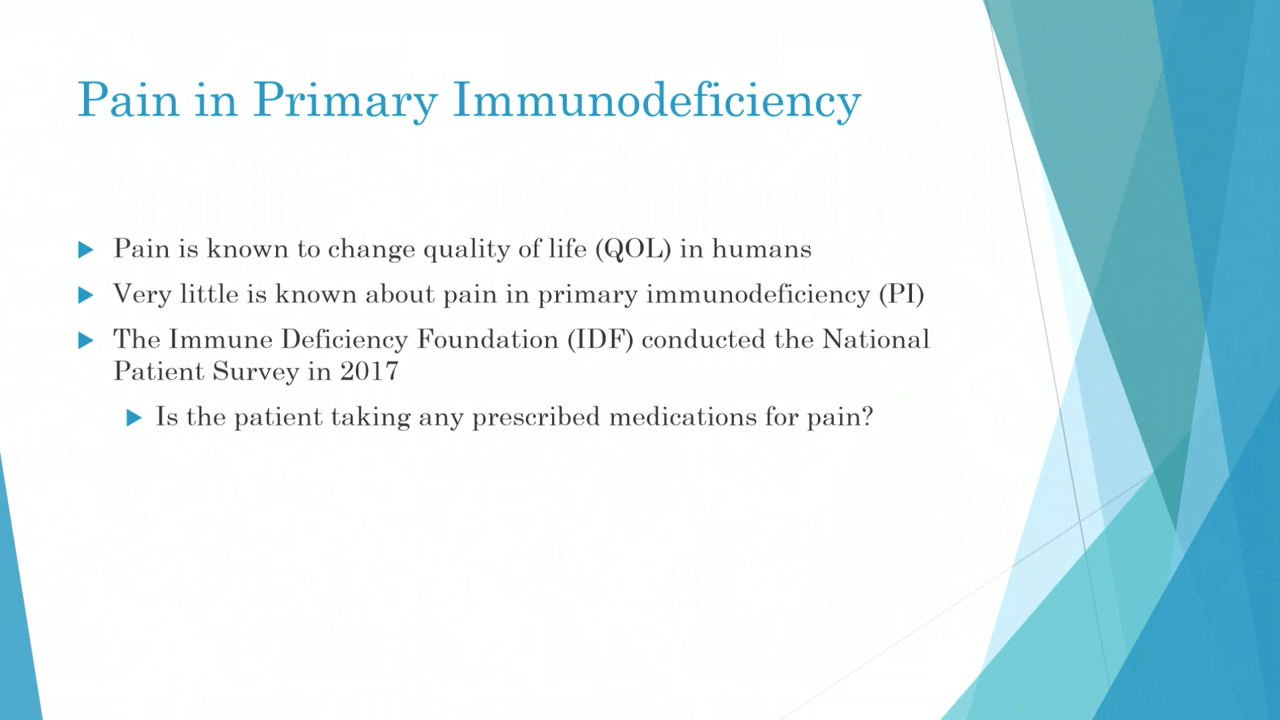 Pain in Primary Immunodeficiency
Pain is known to change quality of life (QOL) in humans
Very little is known about pain in primary immunodeficiency (PI)
The Immune Deficiency Foundation (IDF) conducted the National
Patient Survey in 2017
Is the patient taking any prescribed medications for pain?